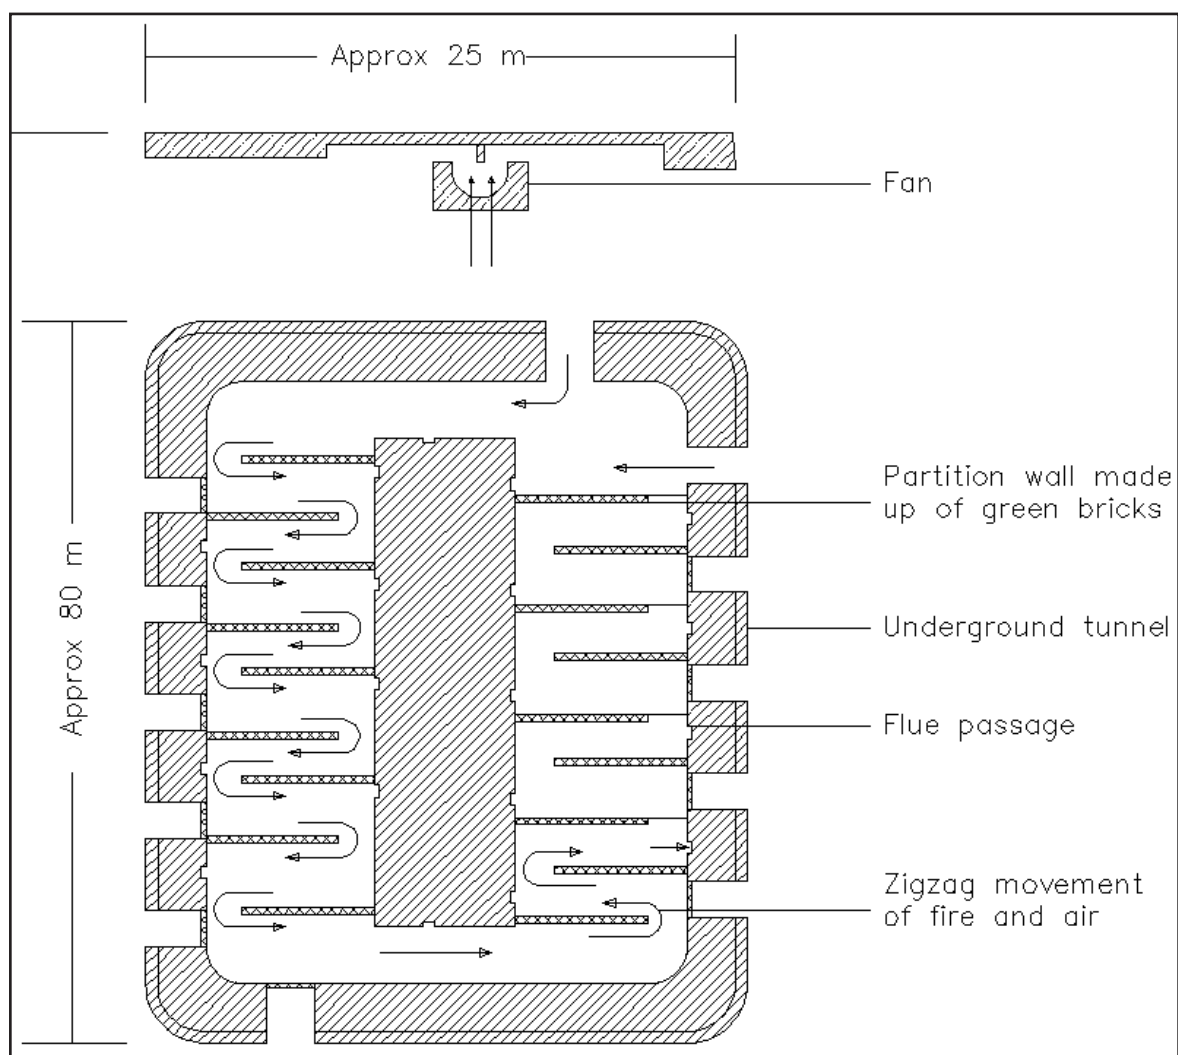 Approx 25 m
Fan
Partition wall made
up of green bricks
Approx 80 m
Underground tunnel
Flue passage
Zigzag movement
of fire and air